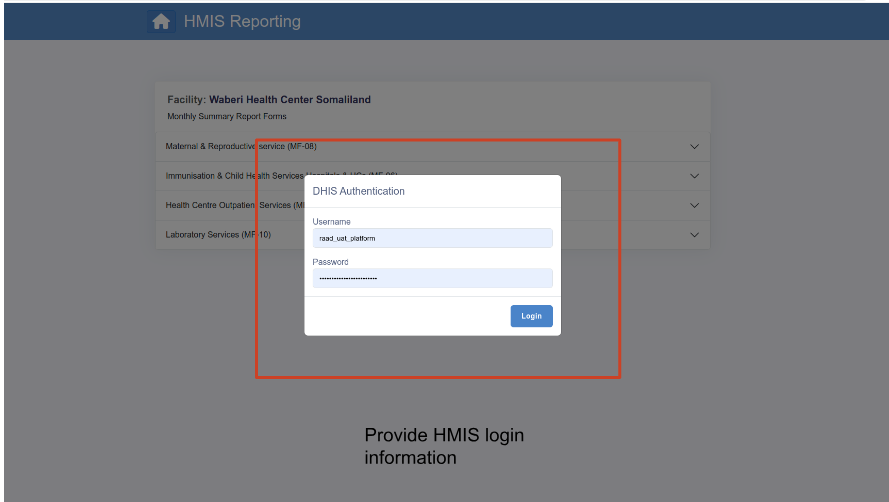 HMIS Reporting
Facility: Waberi Health Center Somaliland
Monthly Summary Report Forms
Maternal & Reproductive service (MF-08)
Immunisation & Child Health Services
Health Centre Outpatient Services
Laboratory Services (MF-10)
DHIS Authentication
Username
raad_uat_platform
Password
Login
Provide HMIS login
information